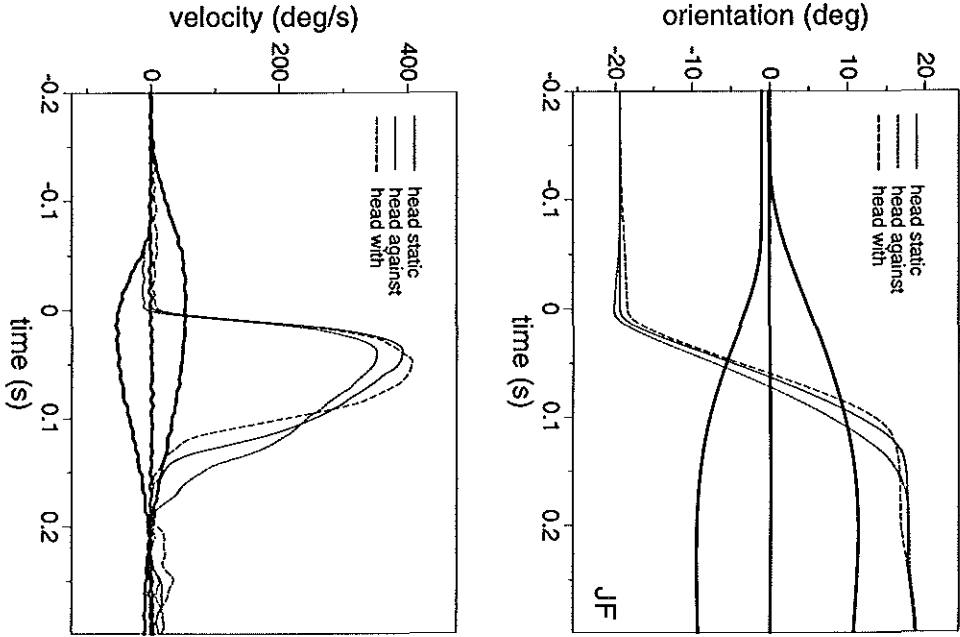 orientation (deg)
20
10
0
-10
-20
head static
head against
head with
JF
-0.2
-0.1
0
0.1
0.2
time (s)
velocity (deg/s)
400
200
0
head static
head against
head with
-0.2
-0.1
0
0.1
0.2
time (s)